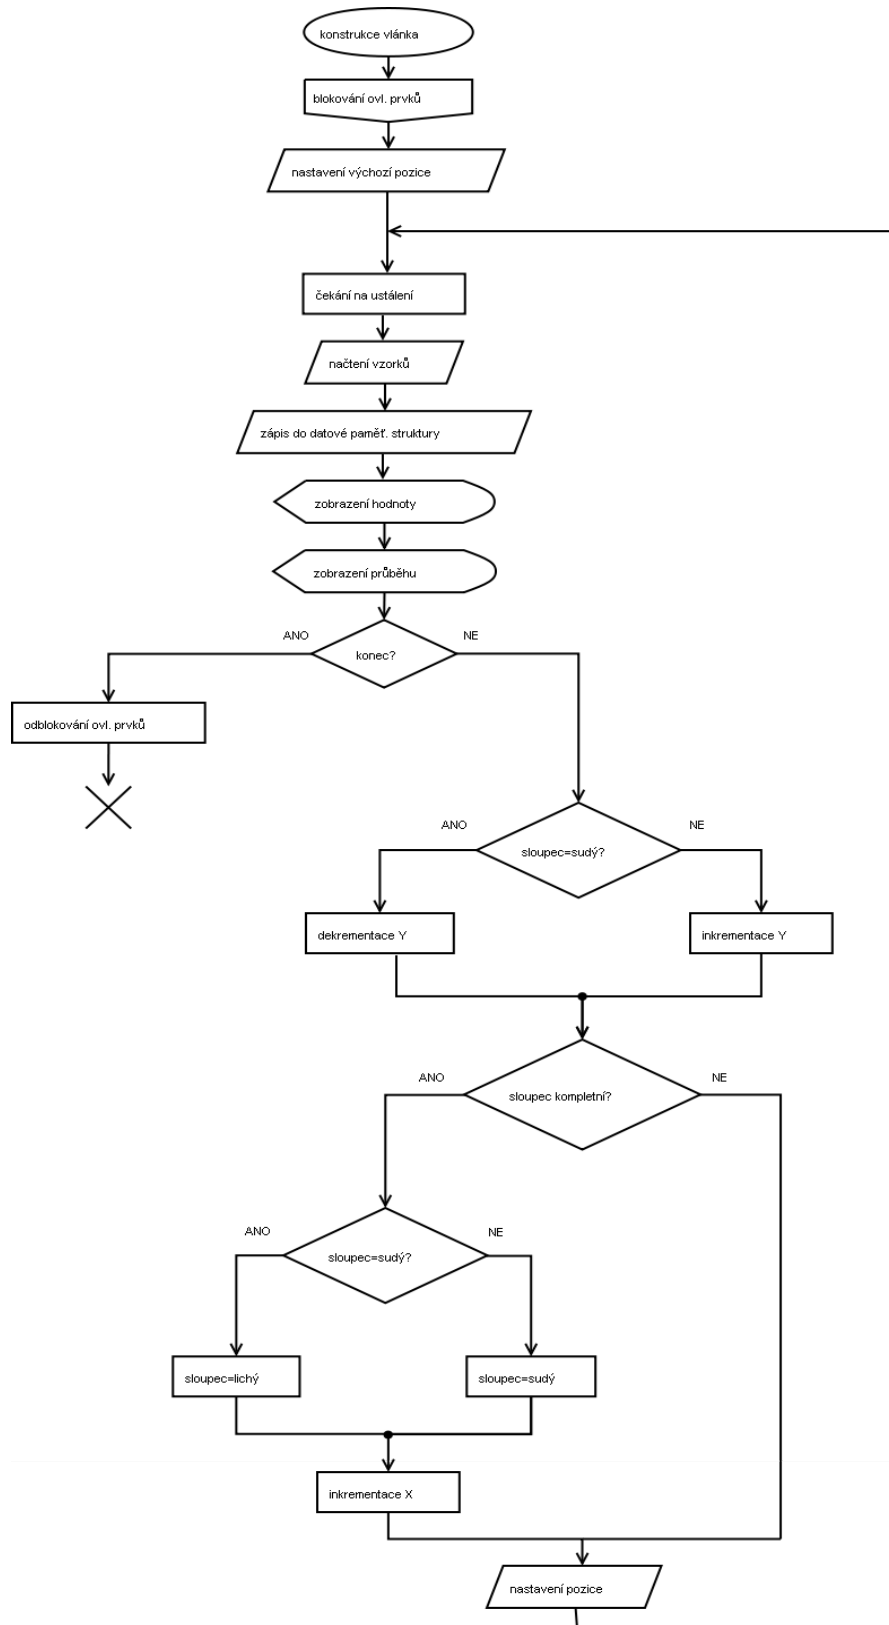 konstrukce vlánka
blokování ovl. prvků
nastavení výchozí pozice
čekání na ustálení
načtení vzorků
zápis do datové paměť. struktury
zobrazení hodnoty
zobrazení průběhu
ANO
NE
konec?
odblokování ovl. prvků
ANO
NE
sloupec=sudý?
dekrementace Y
inkrementace Y
ANO
NE
sloupec kompletní?
ANO
NE
sloupec=sudý?
sloupec=lichý
sloupec=sudý
inkrementace X
nastavení pozice